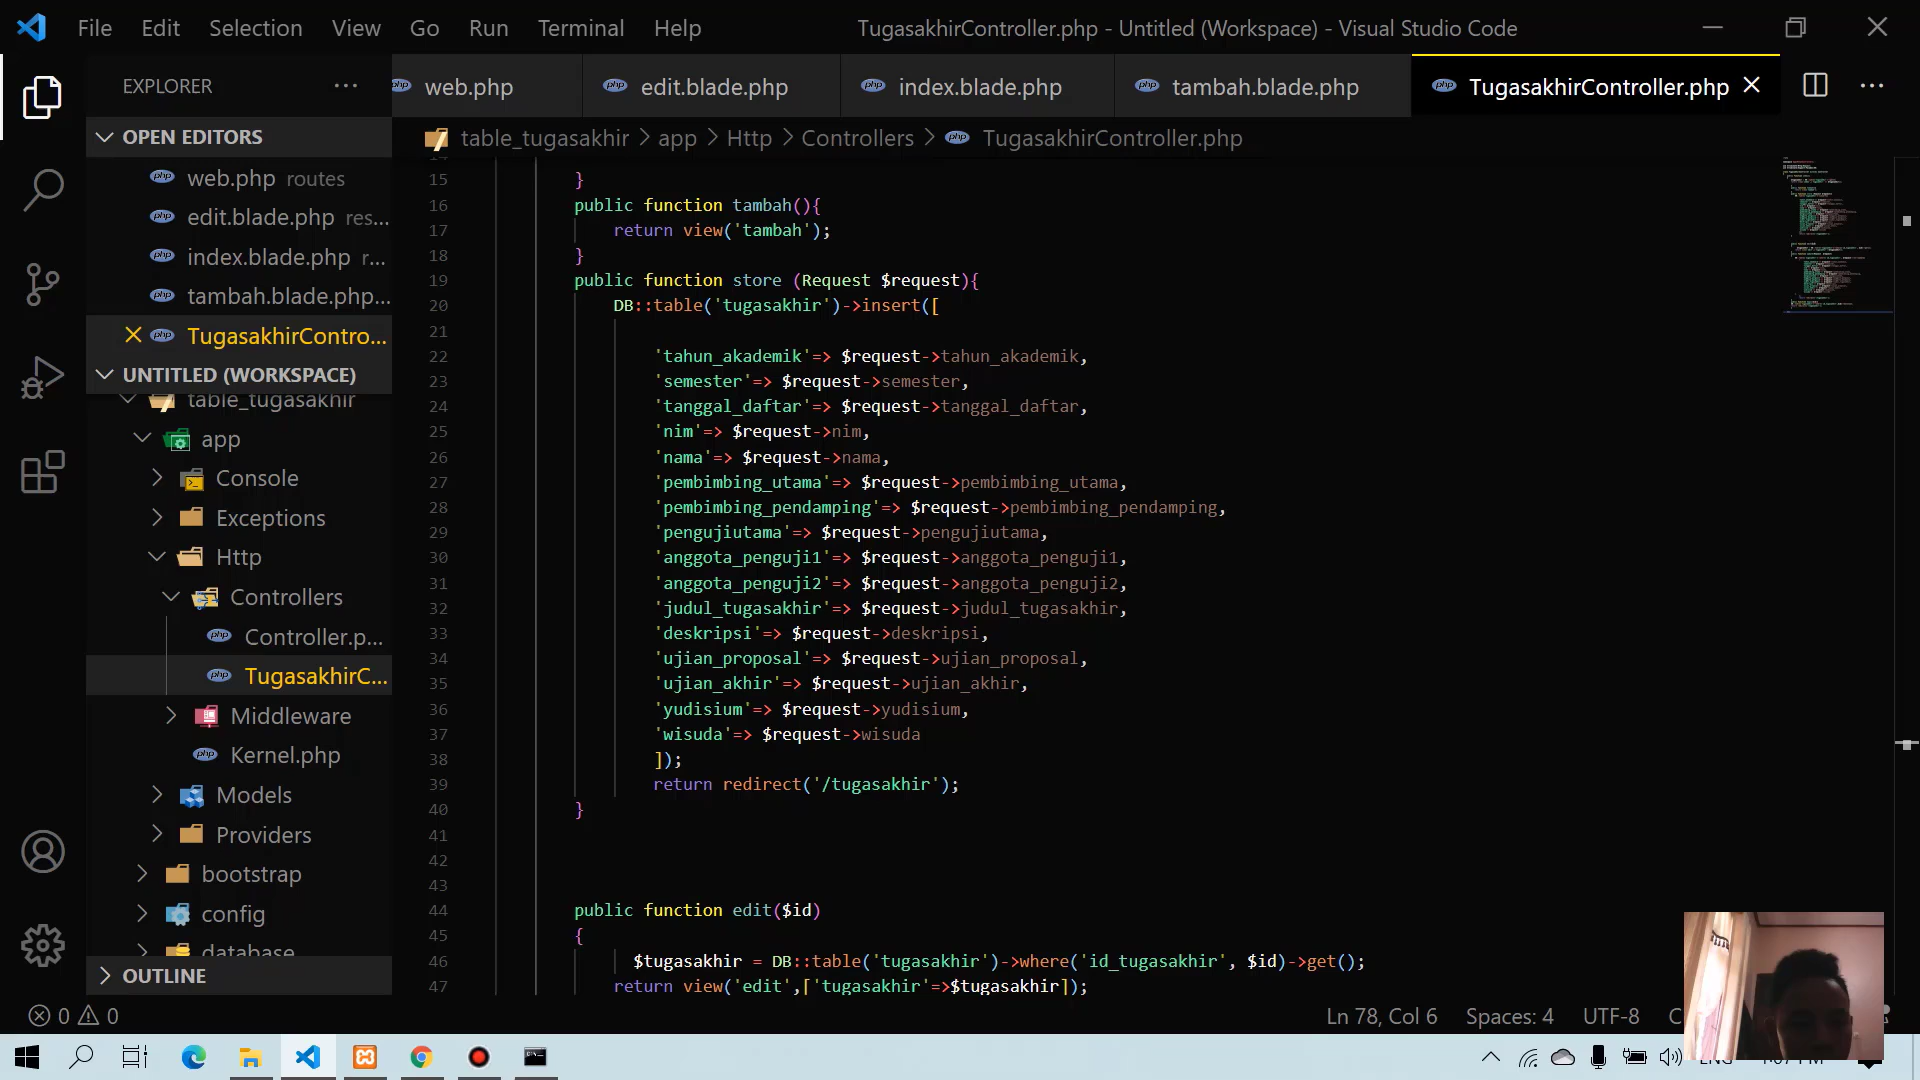 File Edit Selection View Go Run Terminal Help
TugasakhirController.php - Untitled (Workspace) - Visual Studio Code
EXPLORER
web.php
edit.blade.php
index.blade.php
tambah.blade.php
TugasakhirController.php
OPEN EDITORS
web.php routes
edit.blade.php res...
index.blade.php r...
tambah.blade.php...
TugasakhirContro...
UNTITLED (WORKSPACE)
table_tugasakhir
app
Console
Exceptions
Http
Controllers
Controller.p...
TugasakhirC...
Middleware
Kernel.php
Models
Providers
bootstrap
config
database
OUTLINE
table_tugasakhir > app > Http > Controllers > TugasakhirController.php
15 }
16 public function tambah(){
17 return view('tambah');
18 }
19 public function store (Request $request){
20 DB::table('tugasakhir')->insert([
21
22 'tahun_akademik'=> $request->tahun_akademik,
23 'semester'=> $request->semester,
24 'tanggal_daftar'=> $request->tanggal_daftar,
25 'nim'=> $request->nim,
26 'nama'=> $request->nama,
27 'pembimbing_utama'=> $request->pembimbing_utama,
28 'pembimbing_pendamping'=> $request->pembimbing_pendamping,
29 'pengujiutama'=> $request->pengujiutama,
30 'anggota_penguji1'=> $request->anggota_penguji1,
31 'anggota_penguji2'=> $request->anggota_penguji2,
32 'judul_tugasakhir'=> $request->judul_tugasakhir,
33 'deskripsi'=> $request->deskripsi,
34 'ujian_proposal'=> $request->ujian_proposal,
35 'ujian_akhir'=> $request->ujian_akhir,
36 'yudisium'=> $request->yudisium,
37 'wisuda'=> $request->wisuda
38 ]);
39 return redirect('/tugasakhir');
40 }
41
42
43
44 public function edit($id)
45 {
46 $tugasakhir = DB::table('tugasakhir')->where('id_tugasakhir', $id)->get();
47 return view('edit',['tugasakhir'=>$tugasakhir]);
0 0
Ln 78, Col 6 Spaces: 4 UTF-8